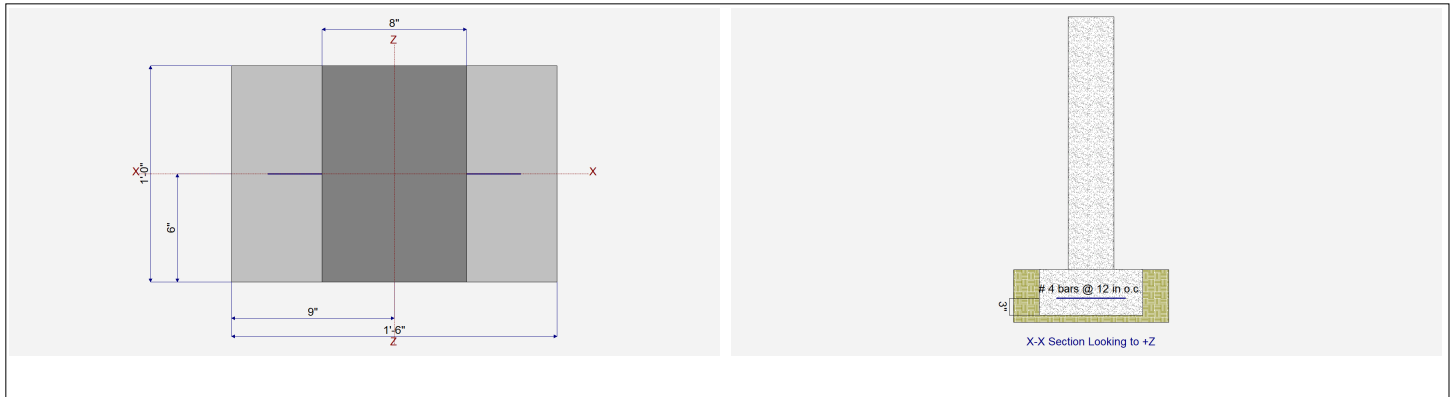 8"
Z
X
X
1'-0"
6"
9"
1'-6"
Z
# 4 bars @ 12 in o.c.
3"
X-X Section Looking to +Z